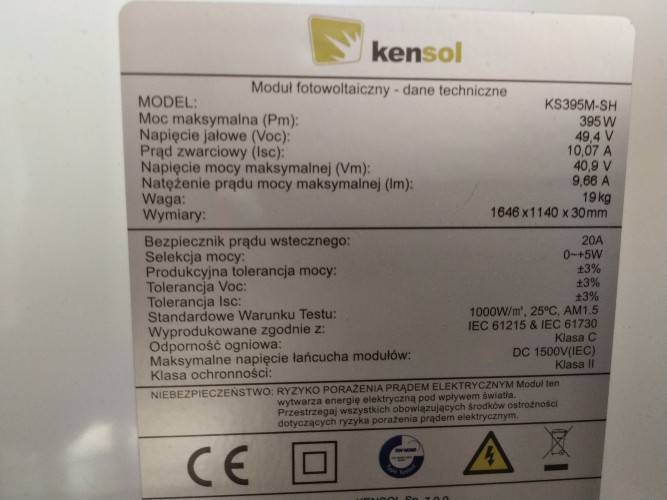 kensol
Moduł fotowoltaiczny - dane techniczne
MODEL: KS395M-SH
Moc maksymalna (Pm): 395 W
Napięcie jałowe (Voc): 49,4 V
Prąd zwarciowy (Isc): 10,07 A
Napięcie mocy maksymalnej (Vm): 40,9 V
Natężenie prądu mocy maksymalnej (Im): 9,66 A
Waga: 19 kg
Wymiary: 1646 x 1140 x 30mm
Bezpiecznik prądu wstecznego: 20A
Selekcja mocy: 0~+5W
Produkcyjna tolerancja mocy: ±3%
Tolerancja Voc: ±3%
Tolerancja Isc: ±3%
Standardowe Warunku Testu: 1000W/m², 25ºC, AM1.5
Wyprodukowane zgodnie z: IEC 61215 & IEC 61730
Odporność ogniowa: Klasa C
Maksymalne napięcie łańcucha modułów: DC 1500V(IEC)
Klasa ochronności: Klasa II
NIEBEZPIECZEŃSTWO: RYZYKO PORAŻENIA PRĄDEM ELEKTRYCZNYM Moduł ten
wytwarza energię elektryczną pod wpływem światła.
Przestrzegaj wszystkich obowiązujących środków ostrożności
dotyczących ryzyka porażenia prądem elektrycznym.
CE
KENSOL Sp. z o.o.